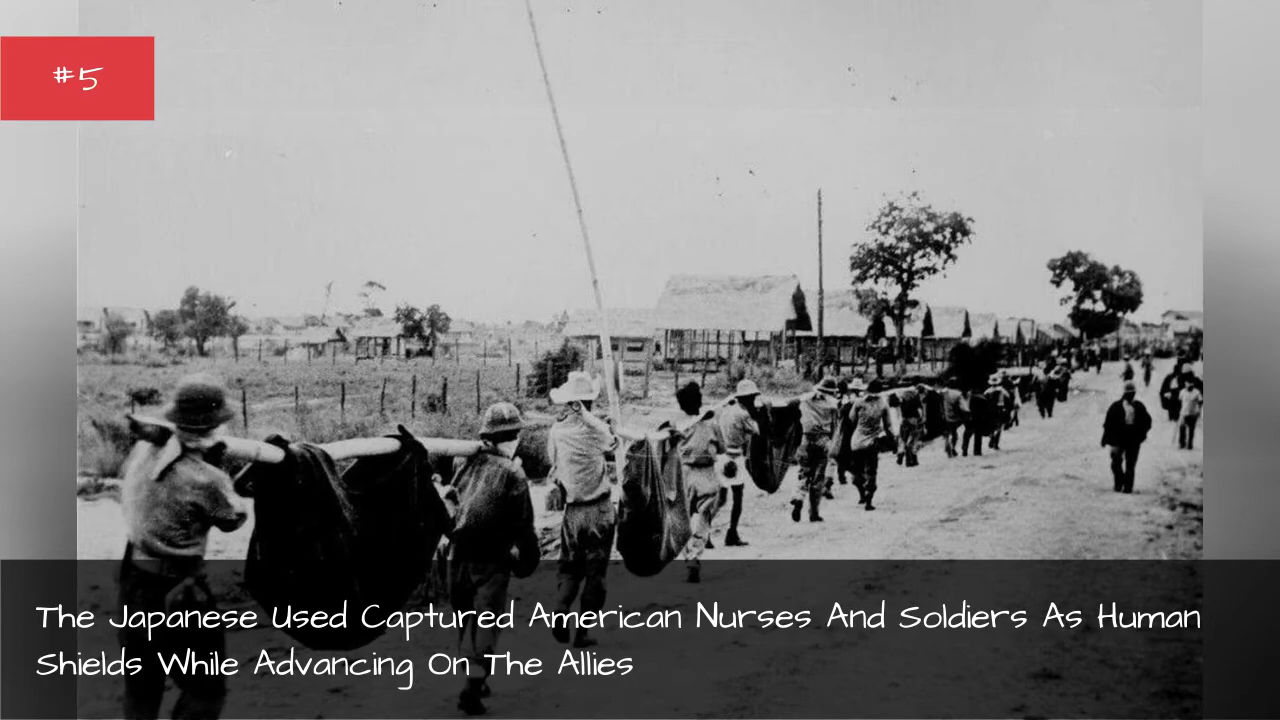 #5
The Japanese Used Captured American Nurses And Soldiers As Human
Shields While Advancing On The Allies